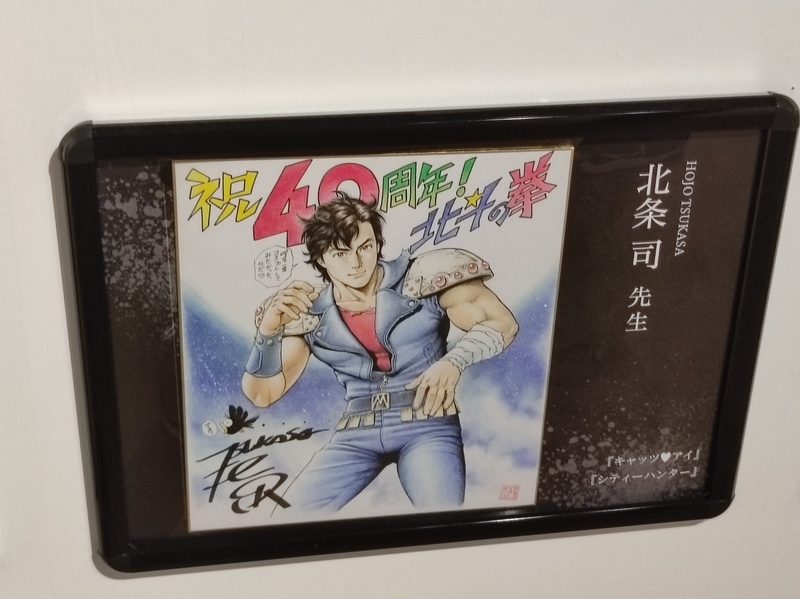 祝40周年!
北斗の拳
HOJO TSUKASA
北条 司 先生
『キャッツ♥アイ』
『シティーハンター』